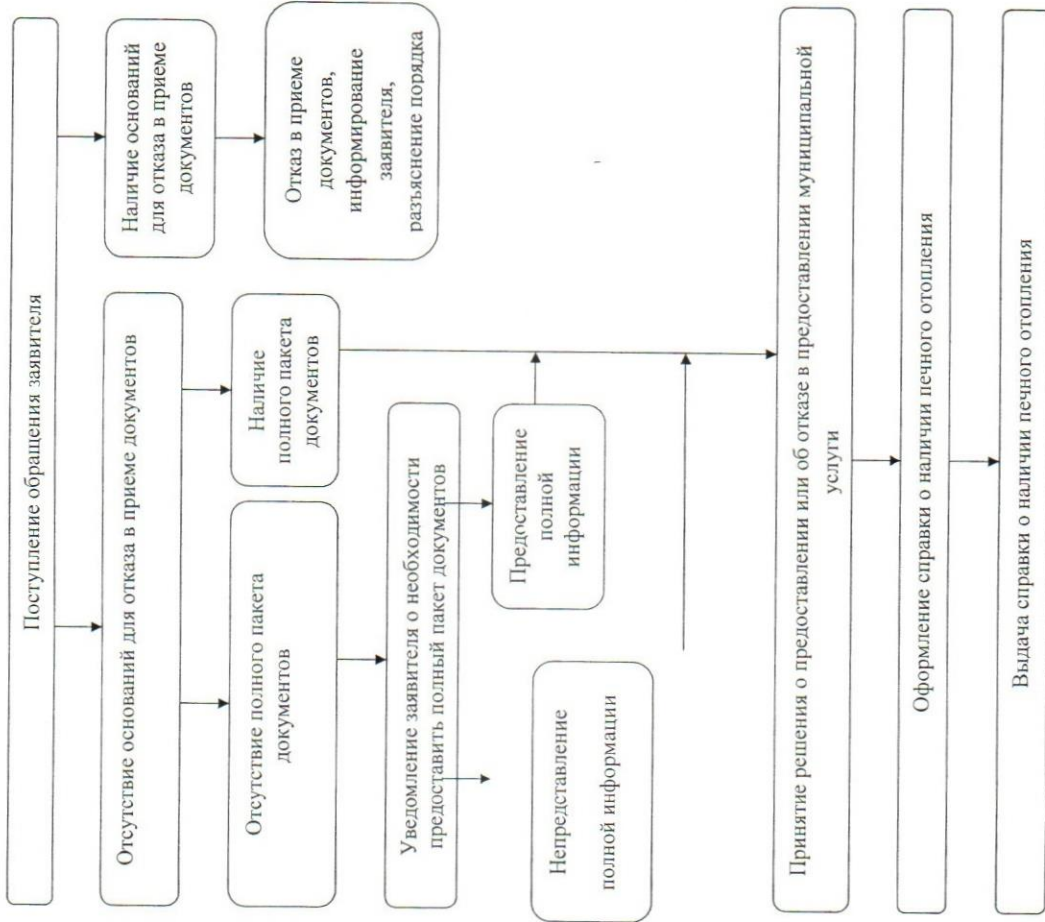 Поступление обращения заявителя
Отсутствие оснований для отказа в приеме документов
Наличие оснований
для отказа в приеме
документов
Отсутствие полного пакета
документов
Наличие
полного пакета
документов
Отказ в приеме
документов,
информирование
заявителя,
разъяснение порядка
Уведомление заявителя о необходимости
предоставить полный пакет документов
Непредставление
полной информации
Предоставление
полной
информации
Принятие решения о предоставлении или об отказе в предоставлении муниципальной
услуги
Оформление справки о наличии печного отопления
Выдача справки о наличии печного отопления